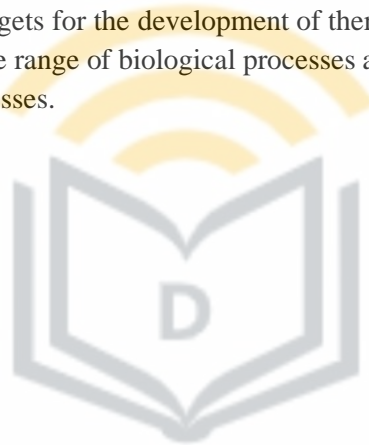 gets for the development of ther
e range of biological processes a
sses.
D